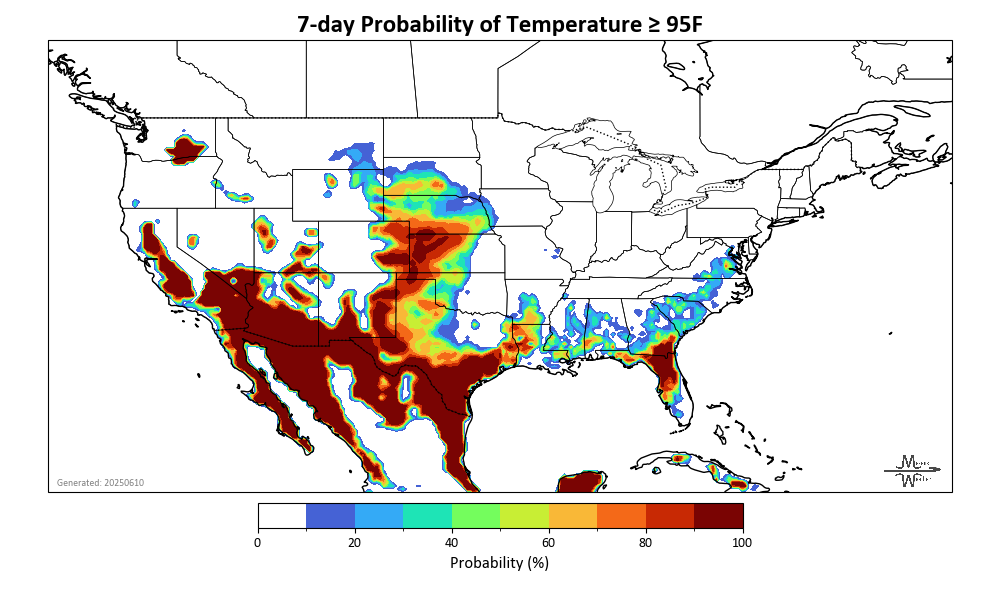 7-day Probability of Temperature ≥ 95F
Generated: 20250610
0 20 40 60 80 100
Probability (%)